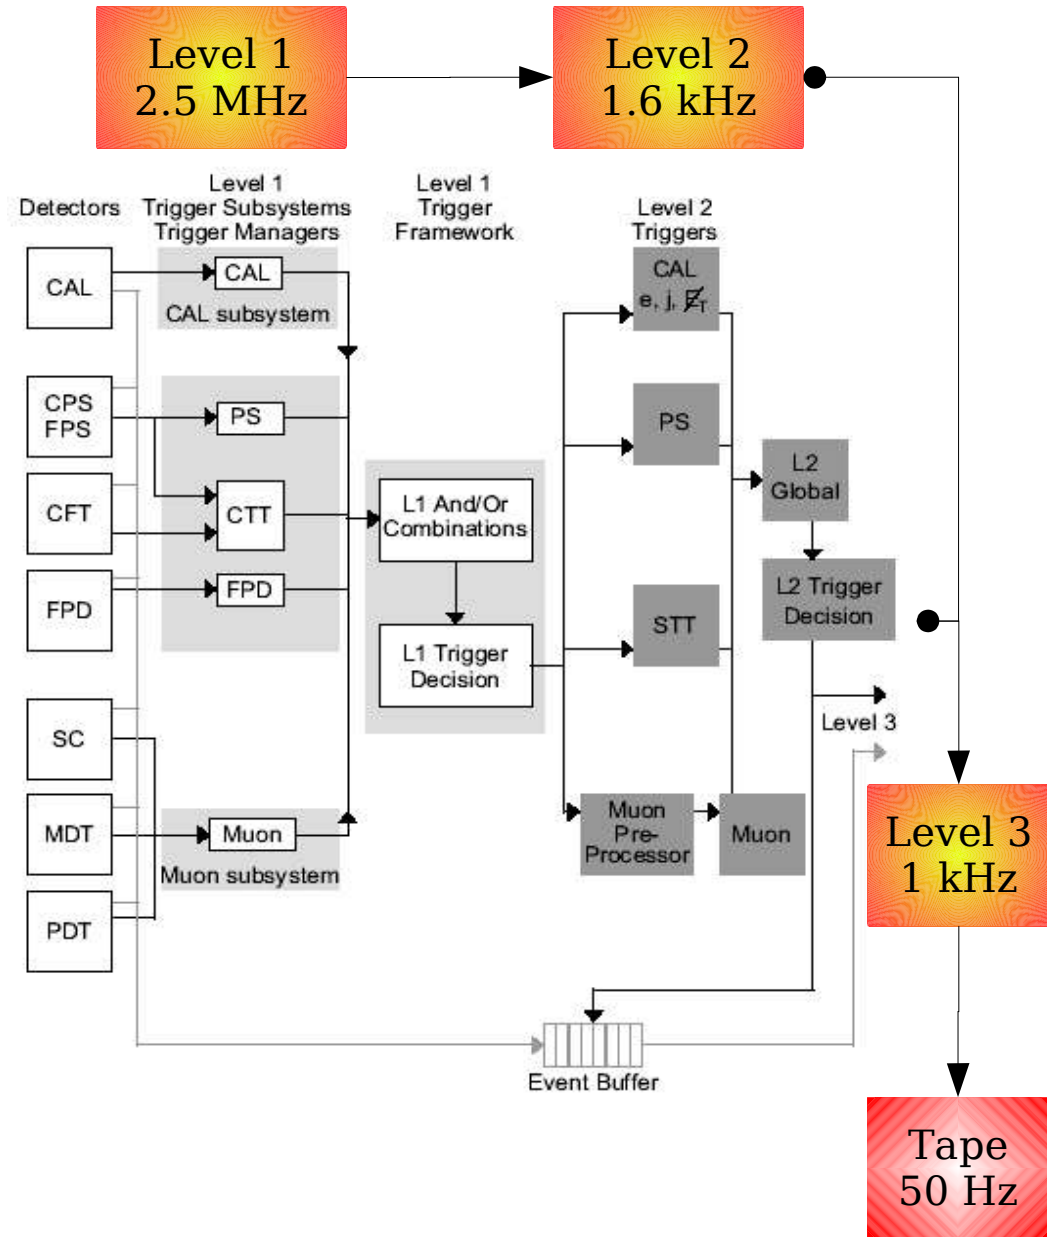 Level 1
2.5 MHz
Level 2
1.6 kHz
Detectors
Level 1
Trigger Subsystems
Trigger Managers
Level 1
Trigger
Framework
Level 2
Triggers
CAL
CAL
CAL subsystem
CAL
e, j, E̸T
CPS
FPS
PS
PS
CFT
CTT
L1 And/Or
Combinations
L2
Global
FPD
FPD
L1 Trigger
Decision
STT
L2 Trigger
Decision
SC
Level 3
MDT
Muon
Muon subsystem
Muon
Pre-
Processor
Muon
Level 3
1 kHz
PDT
Event Buffer
Tape
50 Hz